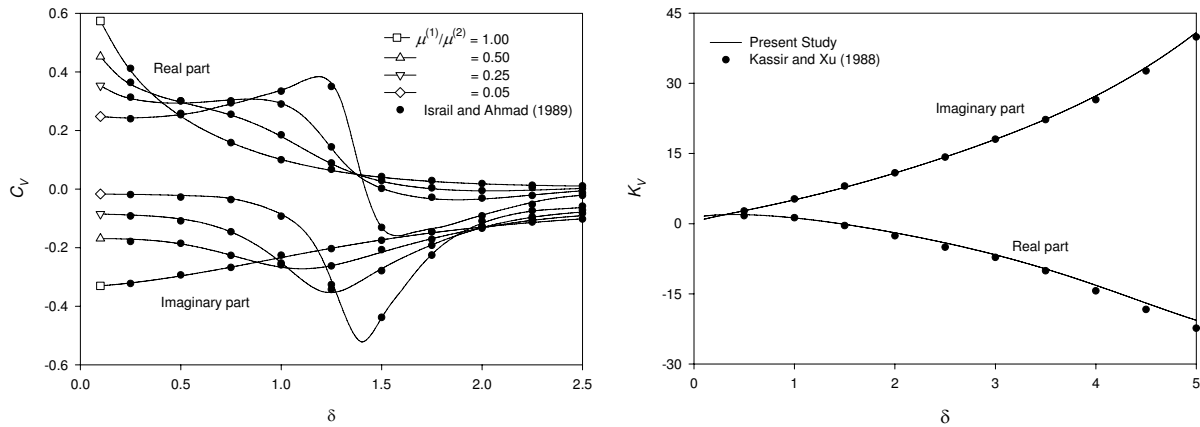 0.6
0.4
0.2
0.0
-0.2
-0.4
-0.6
C_V
0.0
0.5
1.0
1.5
2.0
2.5
δ
Real part
Imaginary part
μ^(1)/μ^(2) = 1.00
= 0.50
= 0.25
= 0.05
Israil and Ahmad (1989)
45
30
15
0
-15
-30
K_V
0
1
2
3
4
5
δ
Present Study
Kassir and Xu (1988)
Imaginary part
Real part